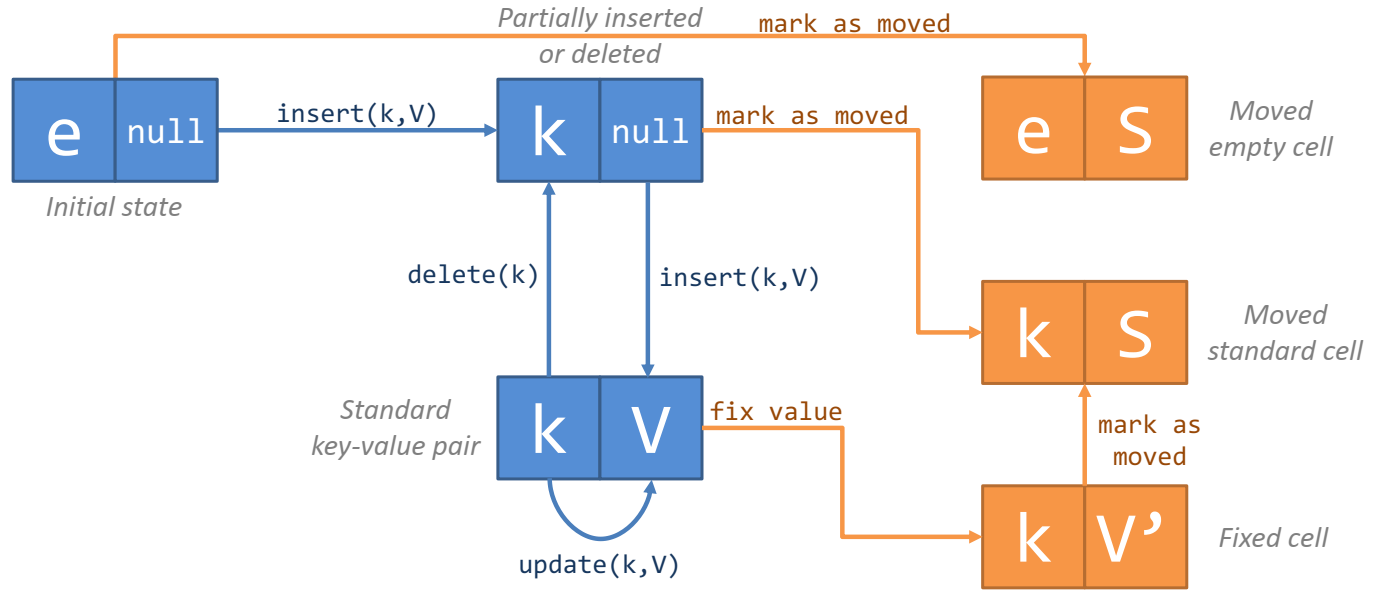 Partially inserted
or deleted
mark as moved
e null
insert(k,V)
k null
mark as moved
e S
Moved
empty cell
Initial state
delete(k)
insert(k,V)
k S
Moved
standard cell
Standard
key-value pair
k V
fix value
mark as
moved
k V’
Fixed cell
update(k,V)